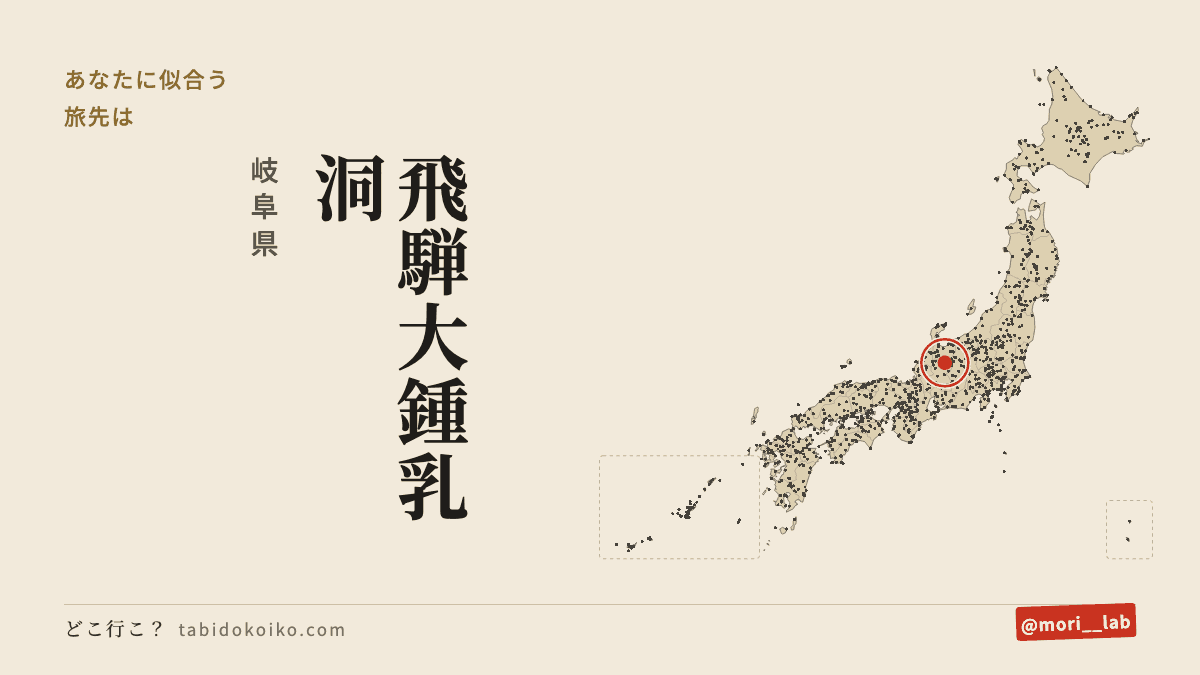 あなたに似合う
旅先は
飛騨大鍾乳
洞
岐阜県
どこ行こ？ tabidokoiko.com
@mori__lab